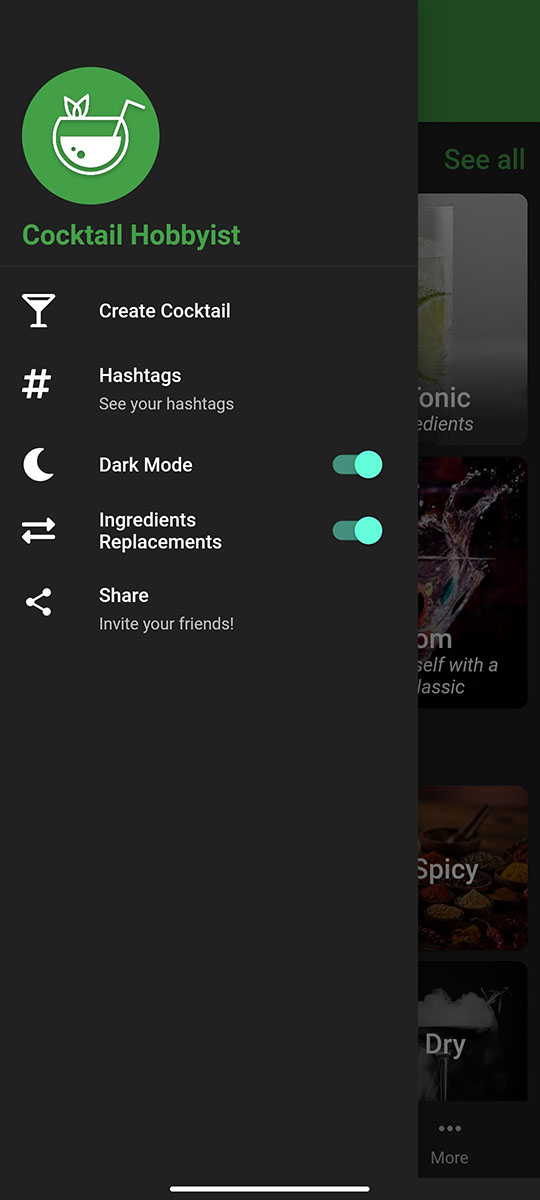 Cocktail Hobbyist
Create Cocktail
Hashtags
See your hashtags
Dark Mode
Ingredients
Replacements
Share
Invite your friends!
See all
onic
edients
om
self with a
lassic
Spicy
Dry
More